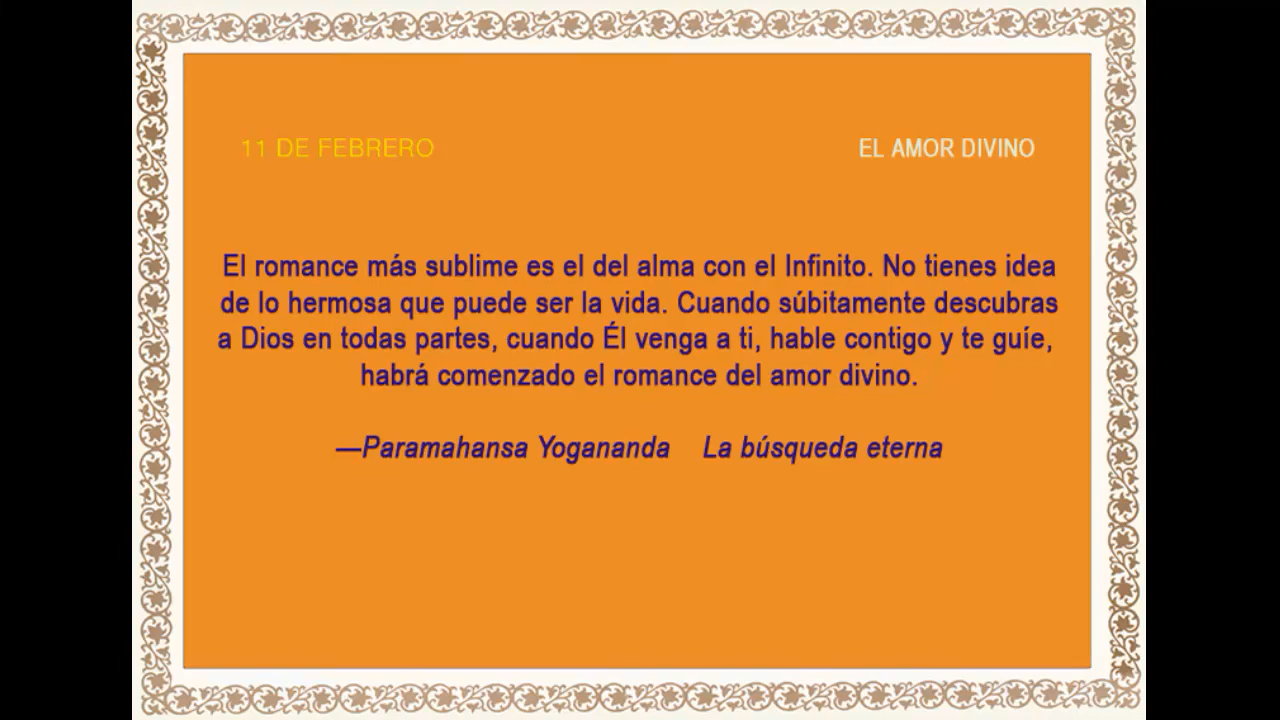 11 DE FEBRERO EL AMOR DIVINO
El romance más sublime es el del alma con el Infinito. No tienes idea
de lo hermosa que puede ser la vida. Cuando súbitamente descubras
a Dios en todas partes, cuando Él venga a ti, hable contigo y te guíe,
habrá comenzado el romance del amor divino.
—Paramahansa Yogananda La búsqueda eterna